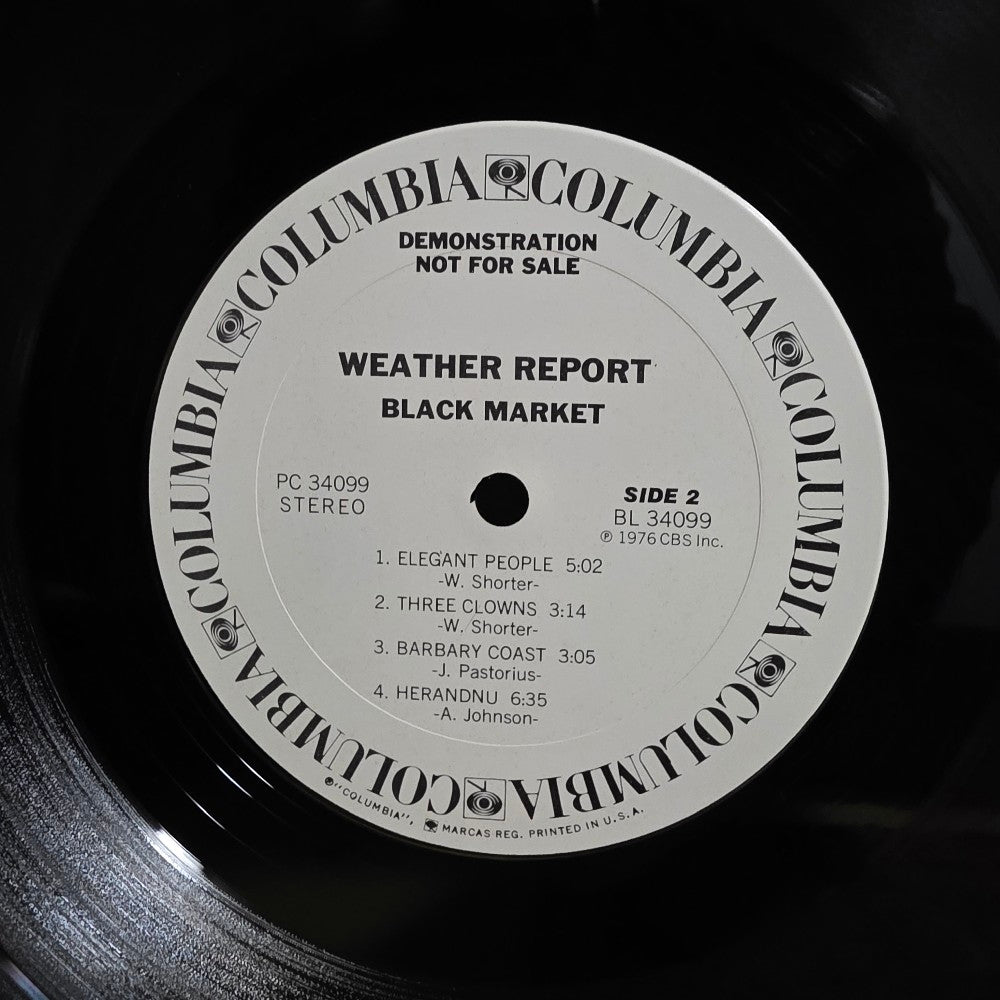 COLUMBIA COLUMBIA COLUMBIA COLUMBIA COLUMBIA COLUMBIA
DEMONSTRATION
NOT FOR SALE
WEATHER REPORT
BLACK MARKET
PC 34099
STEREO
SIDE 2
BL 34099
℗ 1976 CBS Inc.
1. ELEGANT PEOPLE 5:02
-W. Shorter-
2. THREE CLOWNS 3:14
-W. Shorter-
3. BARBARY COAST 3:05
-J. Pastorius-
4. HERANDNU 6:35
-A. Johnson-
®"COLUMBIA", MARCAS REG. PRINTED IN U.S.A.